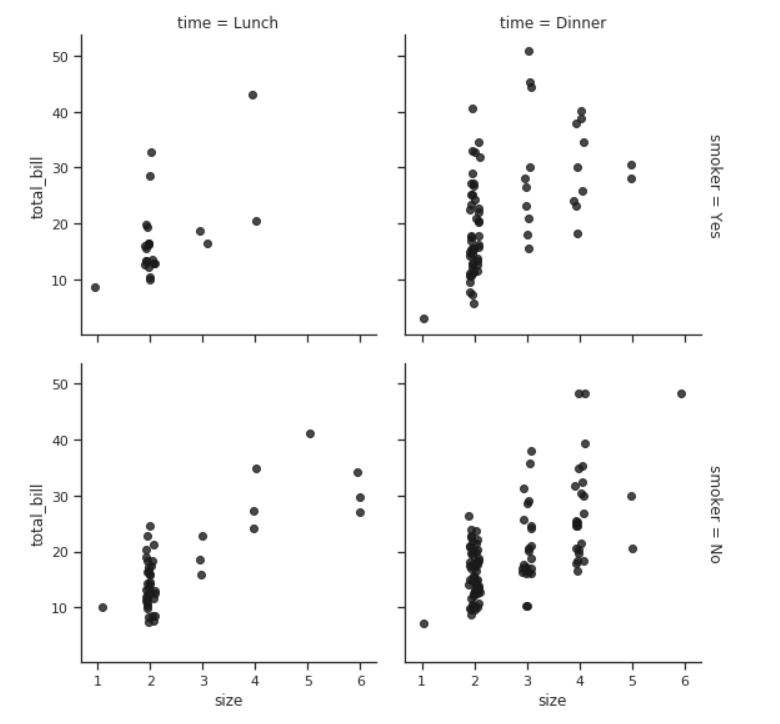 time = Lunch
time = Dinner
50
40
30
20
10
total_bill
smoker = Yes
50
40
30
20
10
total_bill
smoker = No
1 2 3 4 5 6
1 2 3 4 5 6
size
size